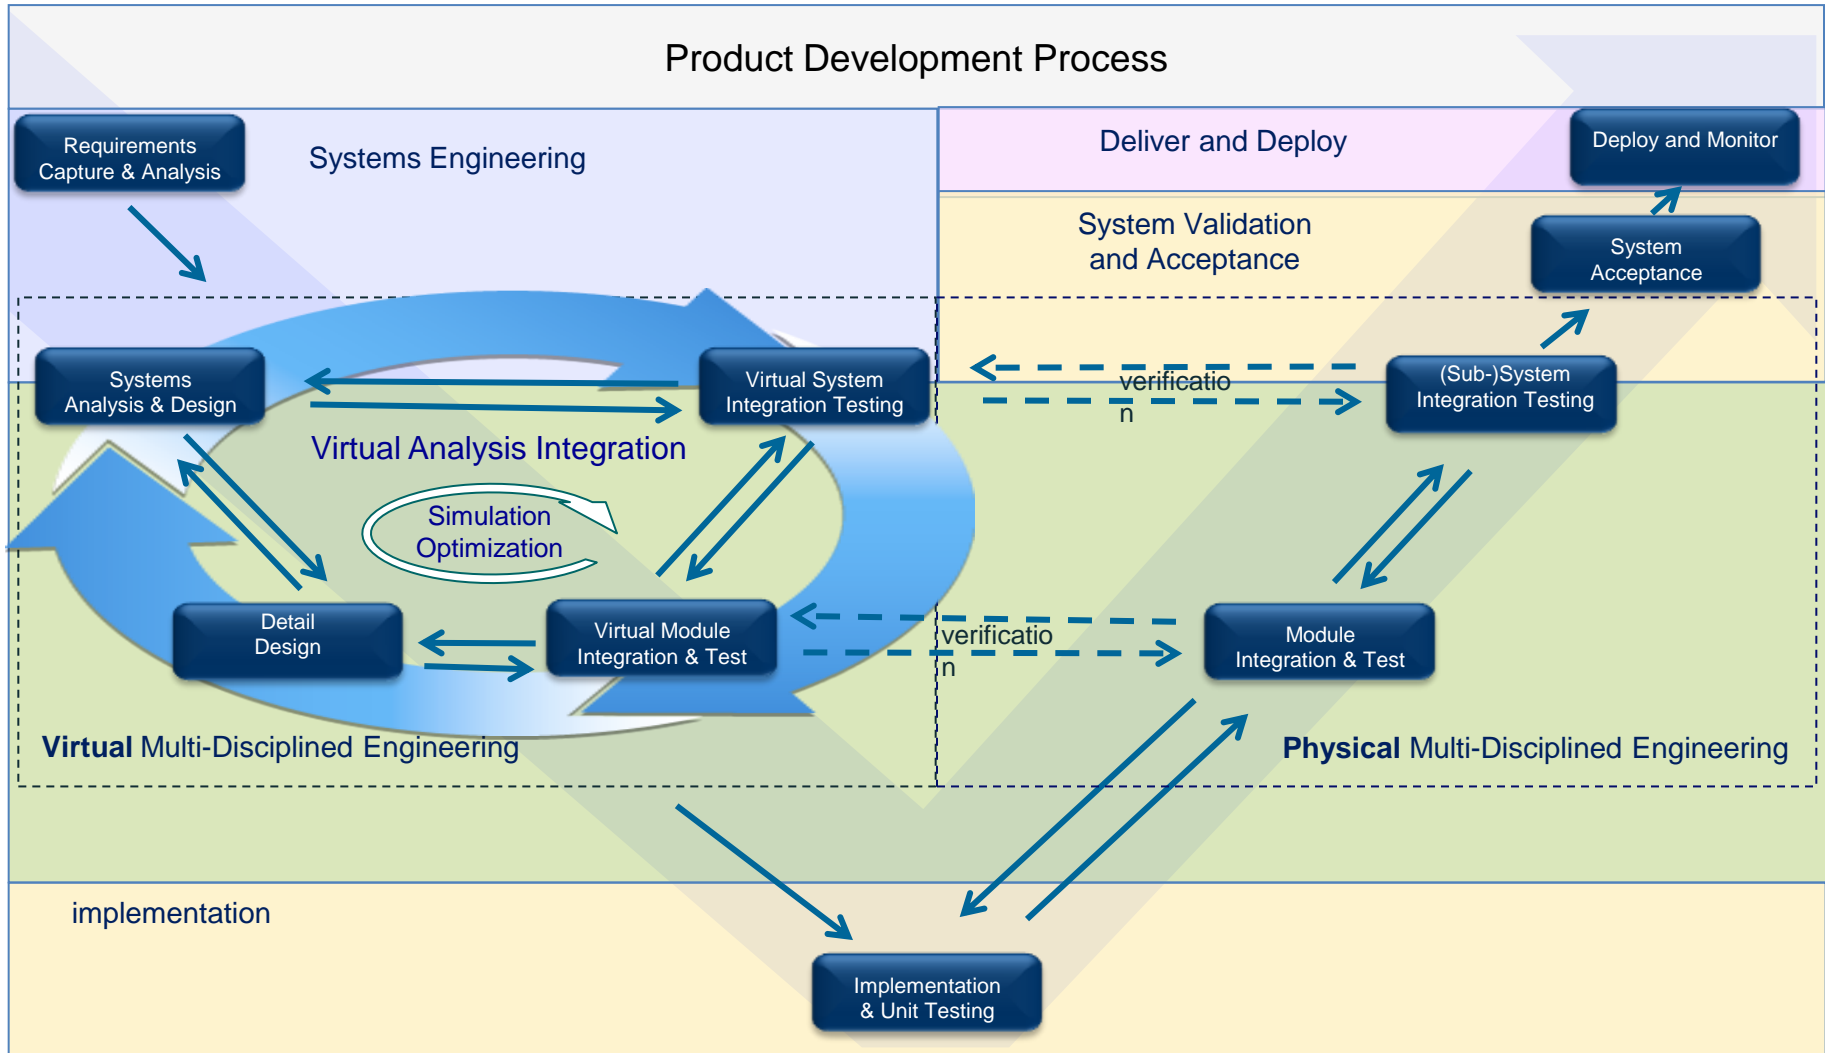 Product Development Process
Requirements
Capture & Analysis
Systems Engineering
Deliver and Deploy
Deploy and Monitor
System Validation
and Acceptance
System
Acceptance
Systems
Analysis & Design
Virtual System
Integration Testing
verificatio
n
(Sub-)System
Integration Testing
Virtual Analysis Integration
Simulation
Optimization
Detail
Design
Virtual Module
Integration & Test
verificatio
n
Module
Integration & Test
Virtual Multi-Disciplined Engineering
Physical Multi-Disciplined Engineering
implementation
Implementation
& Unit Testing